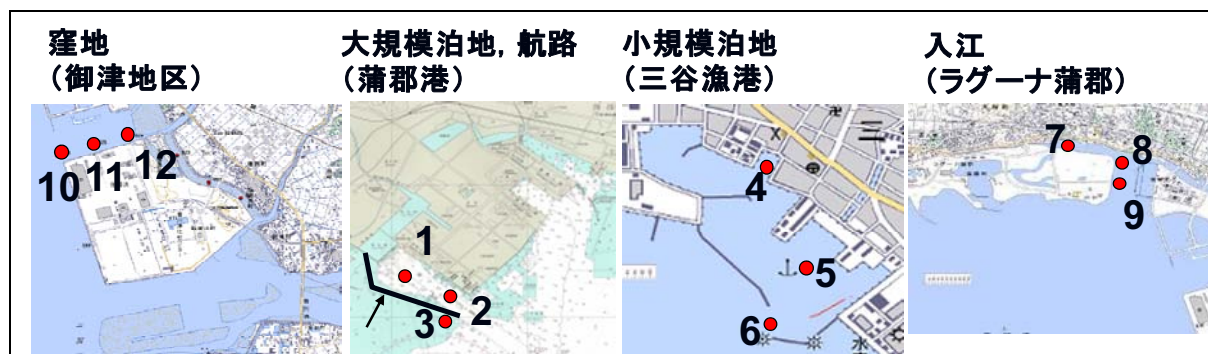 窪地
(御津地区)
10
11
12
大規模泊地,航路
(蒲郡港)
1
2
3
小規模泊地
(三谷漁港)
三
4
5
6
入江
(ラグーナ蒲郡)
7
8
9